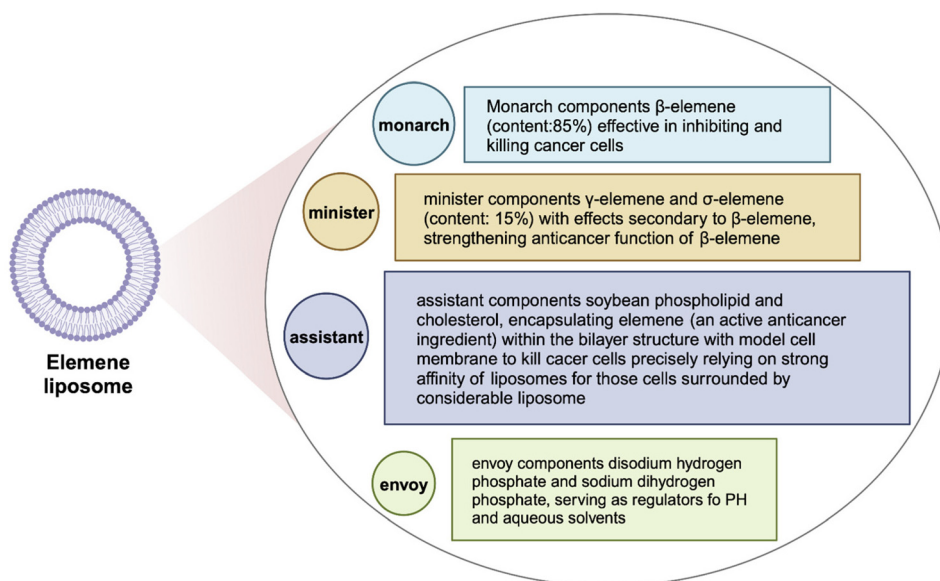 monarch
Monarch components β-elemene
(content:85%) effective in inhibiting and
killing cancer cells
minister
minister components γ-elemene and σ-elemene
(content: 15%) with effects secondary to β-elemene,
strengthening anticancer function of β-elemene
assistant
assistant components soybean phospholipid and
cholesterol, encapsulating elemene (an active anticancer
ingredient) within the bilayer structure with model cell
membrane to kill cacer cells precisely relying on strong
affinity of liposomes for those cells surrounded by
considerable liposome
Elemene
liposome
envoy
envoy components disodium hydrogen
phosphate and sodium dihydrogen
phosphate, serving as regulators fo PH
and aqueous solvents